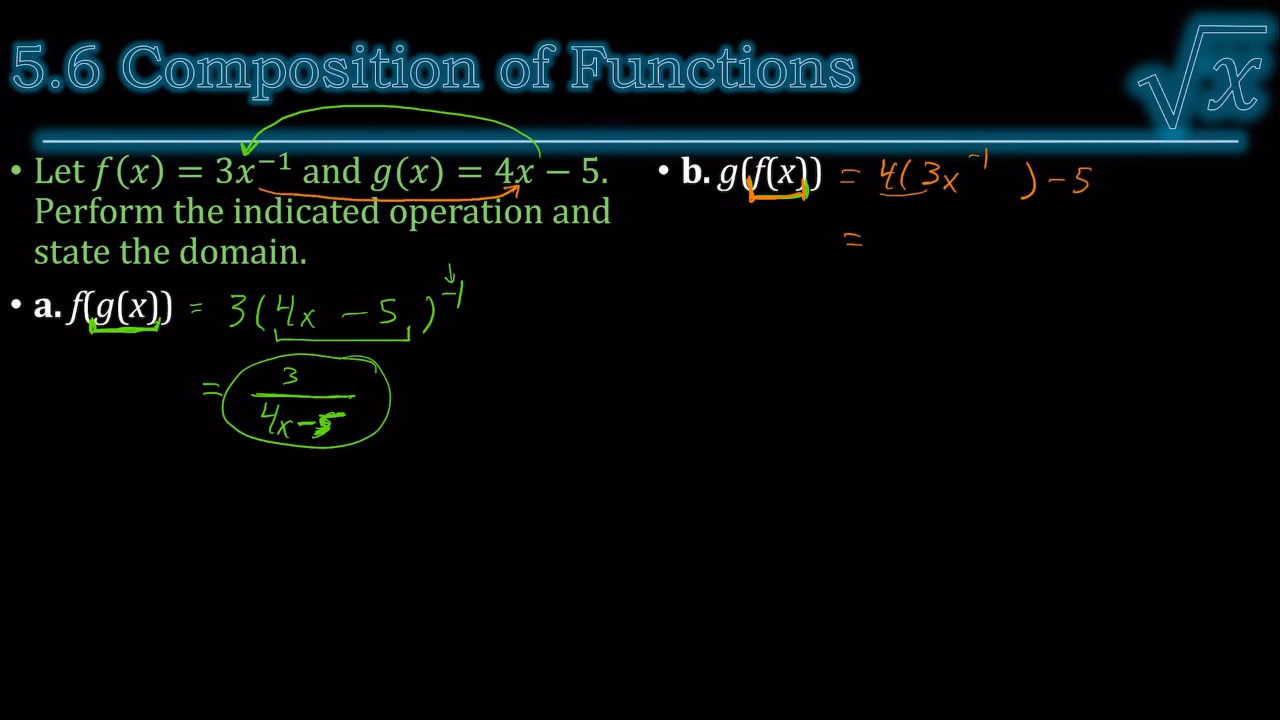 5.6 Composition of Functions
√x
• Let f(x) = 3x⁻¹ and g(x) = 4x − 5.
Perform the indicated operation and
state the domain.
• a. f(g(x)) = 3(4x − 5)⁻¹
= 3/(4x−5)
• b. g(f(x)) = 4(3x⁻¹ ) − 5
=